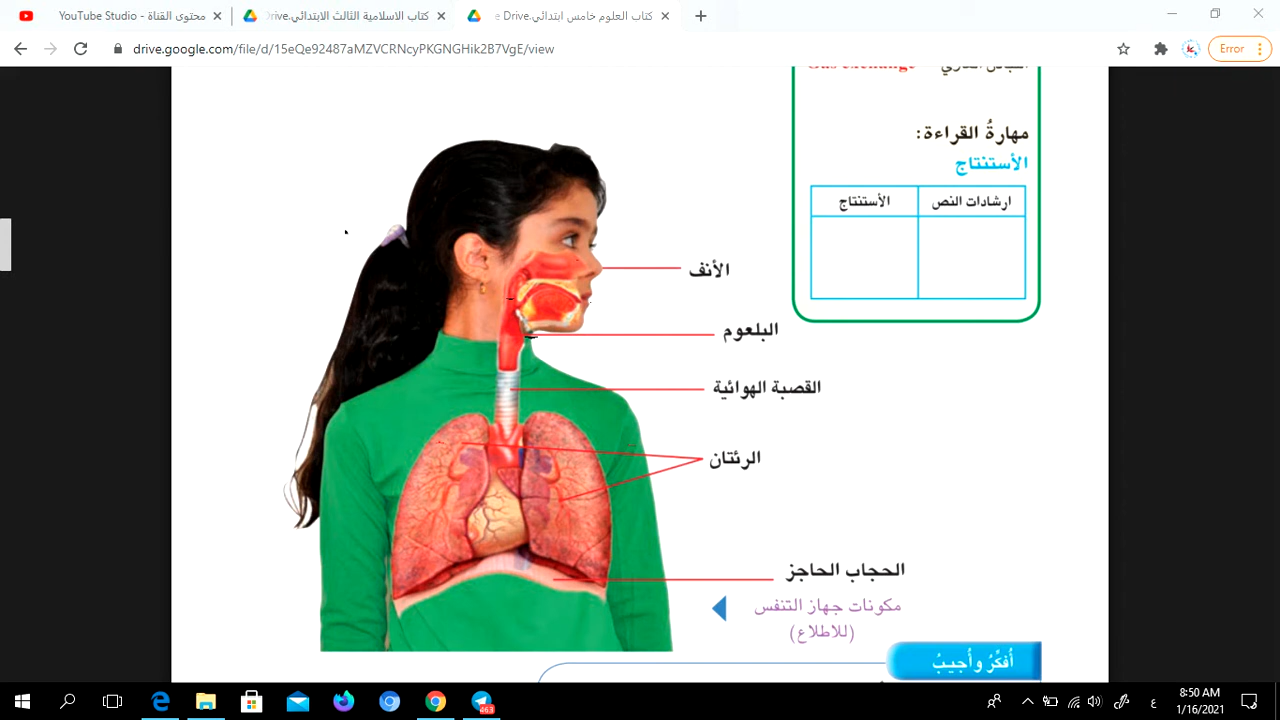 محتوى القناة - YouTube Studio
كتاب الاسلامية الثالث الابتدائي.Drive
كتاب العلوم خامس ابتدائي.Drive
drive.google.com/file/d/15eQe92487aMZVCRNcyPKGNGHik2B7VgE/view
Error
مهارةُ القراءة:
الأستنتاج
ارشادات النص الأستنتاج
الأنف
البلعوم
القصبة الهوائية
الرئتان
الحجاب الحاجز
مكونات جهاز التنفس
(للاطلاع)
أُفكِّرُ وأُجيبُ
463
ع
8:50 AM
1/16/2021